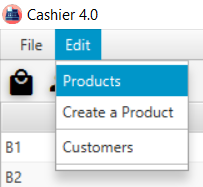 Cashier 4.0
File Edit
Products
Create a Product
Customers
B1
B2